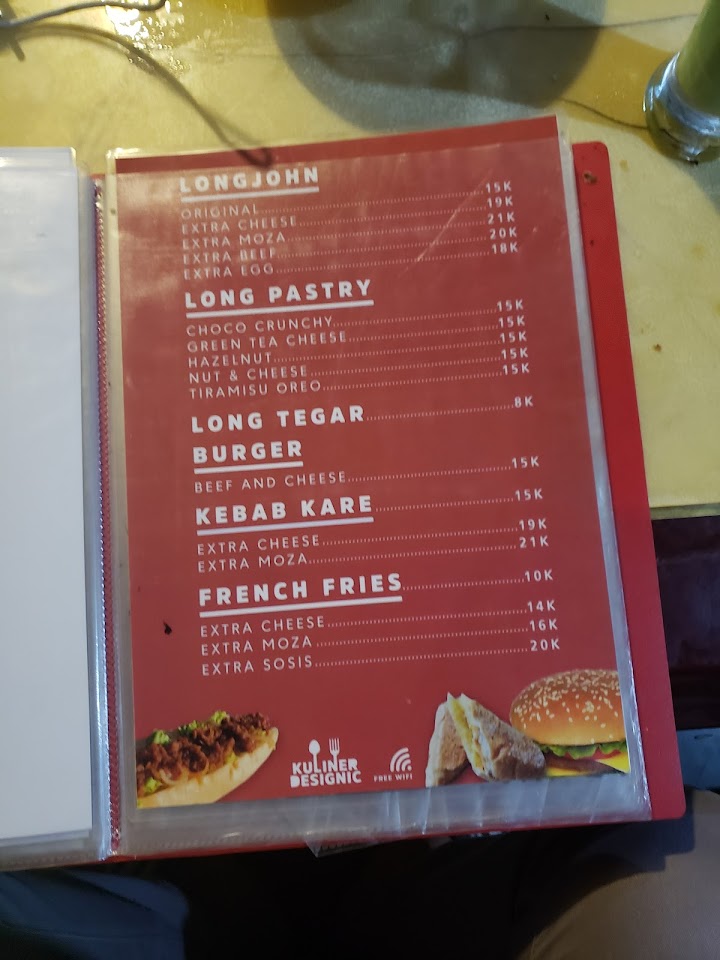 LONGJOHN
ORIGINAL 15K
EXTRA CHEESE 19K
EXTRA MOZA 21K
EXTRA BEEF 20K
EXTRA EGG 18K
LONG PASTRY
CHOCO CRUNCHY 15K
GREEN TEA CHEESE 15K
HAZELNUT 15K
NUT & CHEESE 15K
TIRAMISU OREO 15K
LONG TEGAR 8K
BURGER
BEEF AND CHEESE 15K
KEBAB KARE 15K
EXTRA CHEESE 19K
EXTRA MOZA 21K
FRENCH FRIES 10K
EXTRA CHEESE 14K
EXTRA MOZA 16K
EXTRA SOSIS 20K
KULINER
DESIGNIC
FREE WIFI